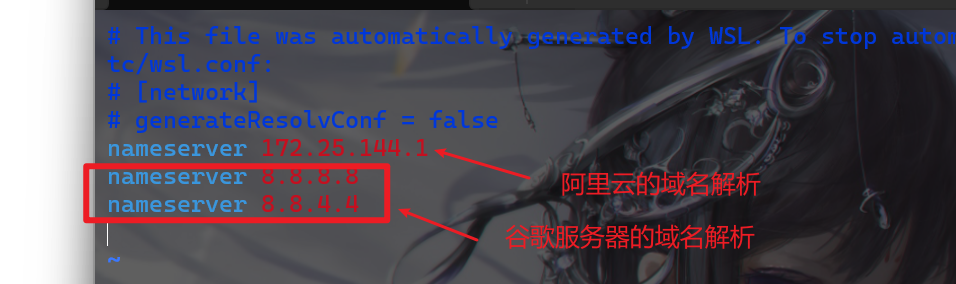 # This file was automatically generated by WSL. To stop autom
tc/wsl.conf:
# [network]
# generateResolvConf = false
nameserver 172.25.144.1
nameserver 8.8.8.8
阿里云的域名解析
nameserver 8.8.4.4
谷歌服务器的域名解析
~